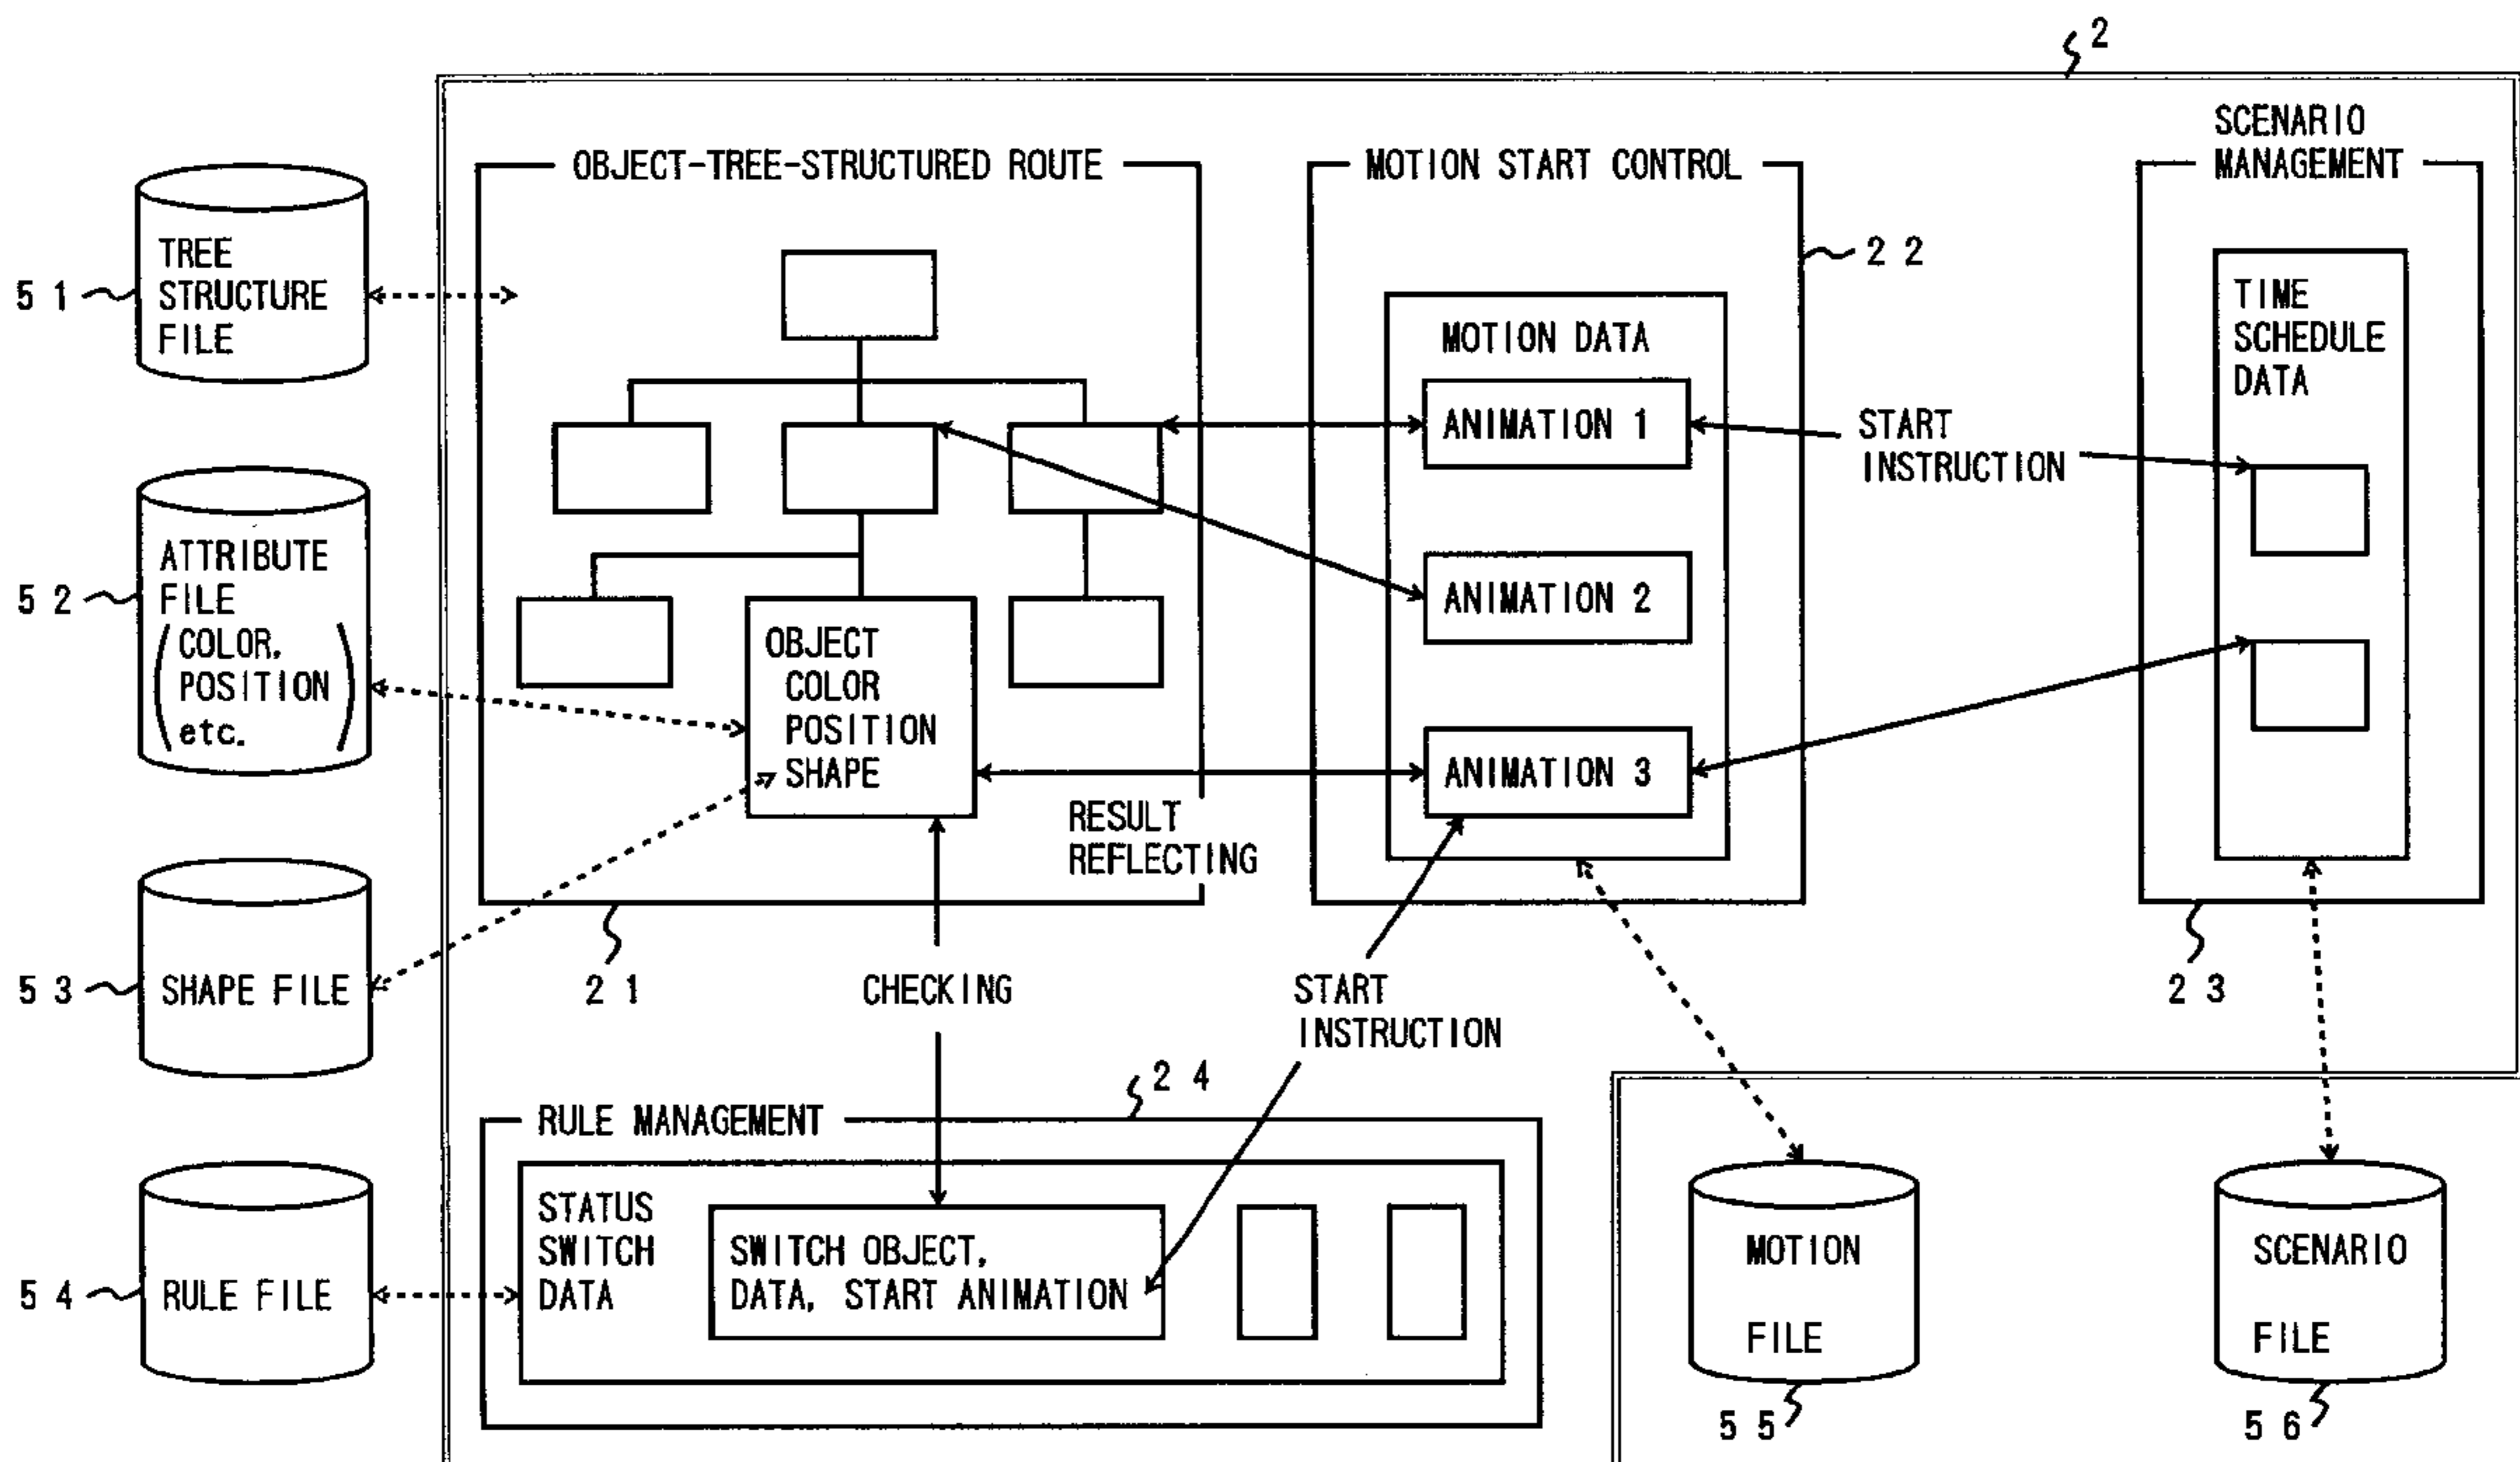 2
OBJECT-TREE-STRUCTURED ROUTE
MOTION START CONTROL
SCENARIO
MANAGEMENT
51
TREE
STRUCTURE
FILE
22
MOTION DATA
ANIMATION 1
ANIMATION 2
ANIMATION 3
START
INSTRUCTION
TIME
SCHEDULE
DATA
52
ATTRIBUTE
FILE
(COLOR,
POSITION)
etc.
OBJECT
COLOR
POSITION
SHAPE
RESULT
REFLECTING
53
SHAPE FILE
21
CHECKING
START
INSTRUCTION
23
24
RULE MANAGEMENT
54
RULE FILE
STATUS
SWITCH
DATA
SWITCH OBJECT,
DATA, START ANIMATION
MOTION
FILE
55
SCENARIO
FILE
56